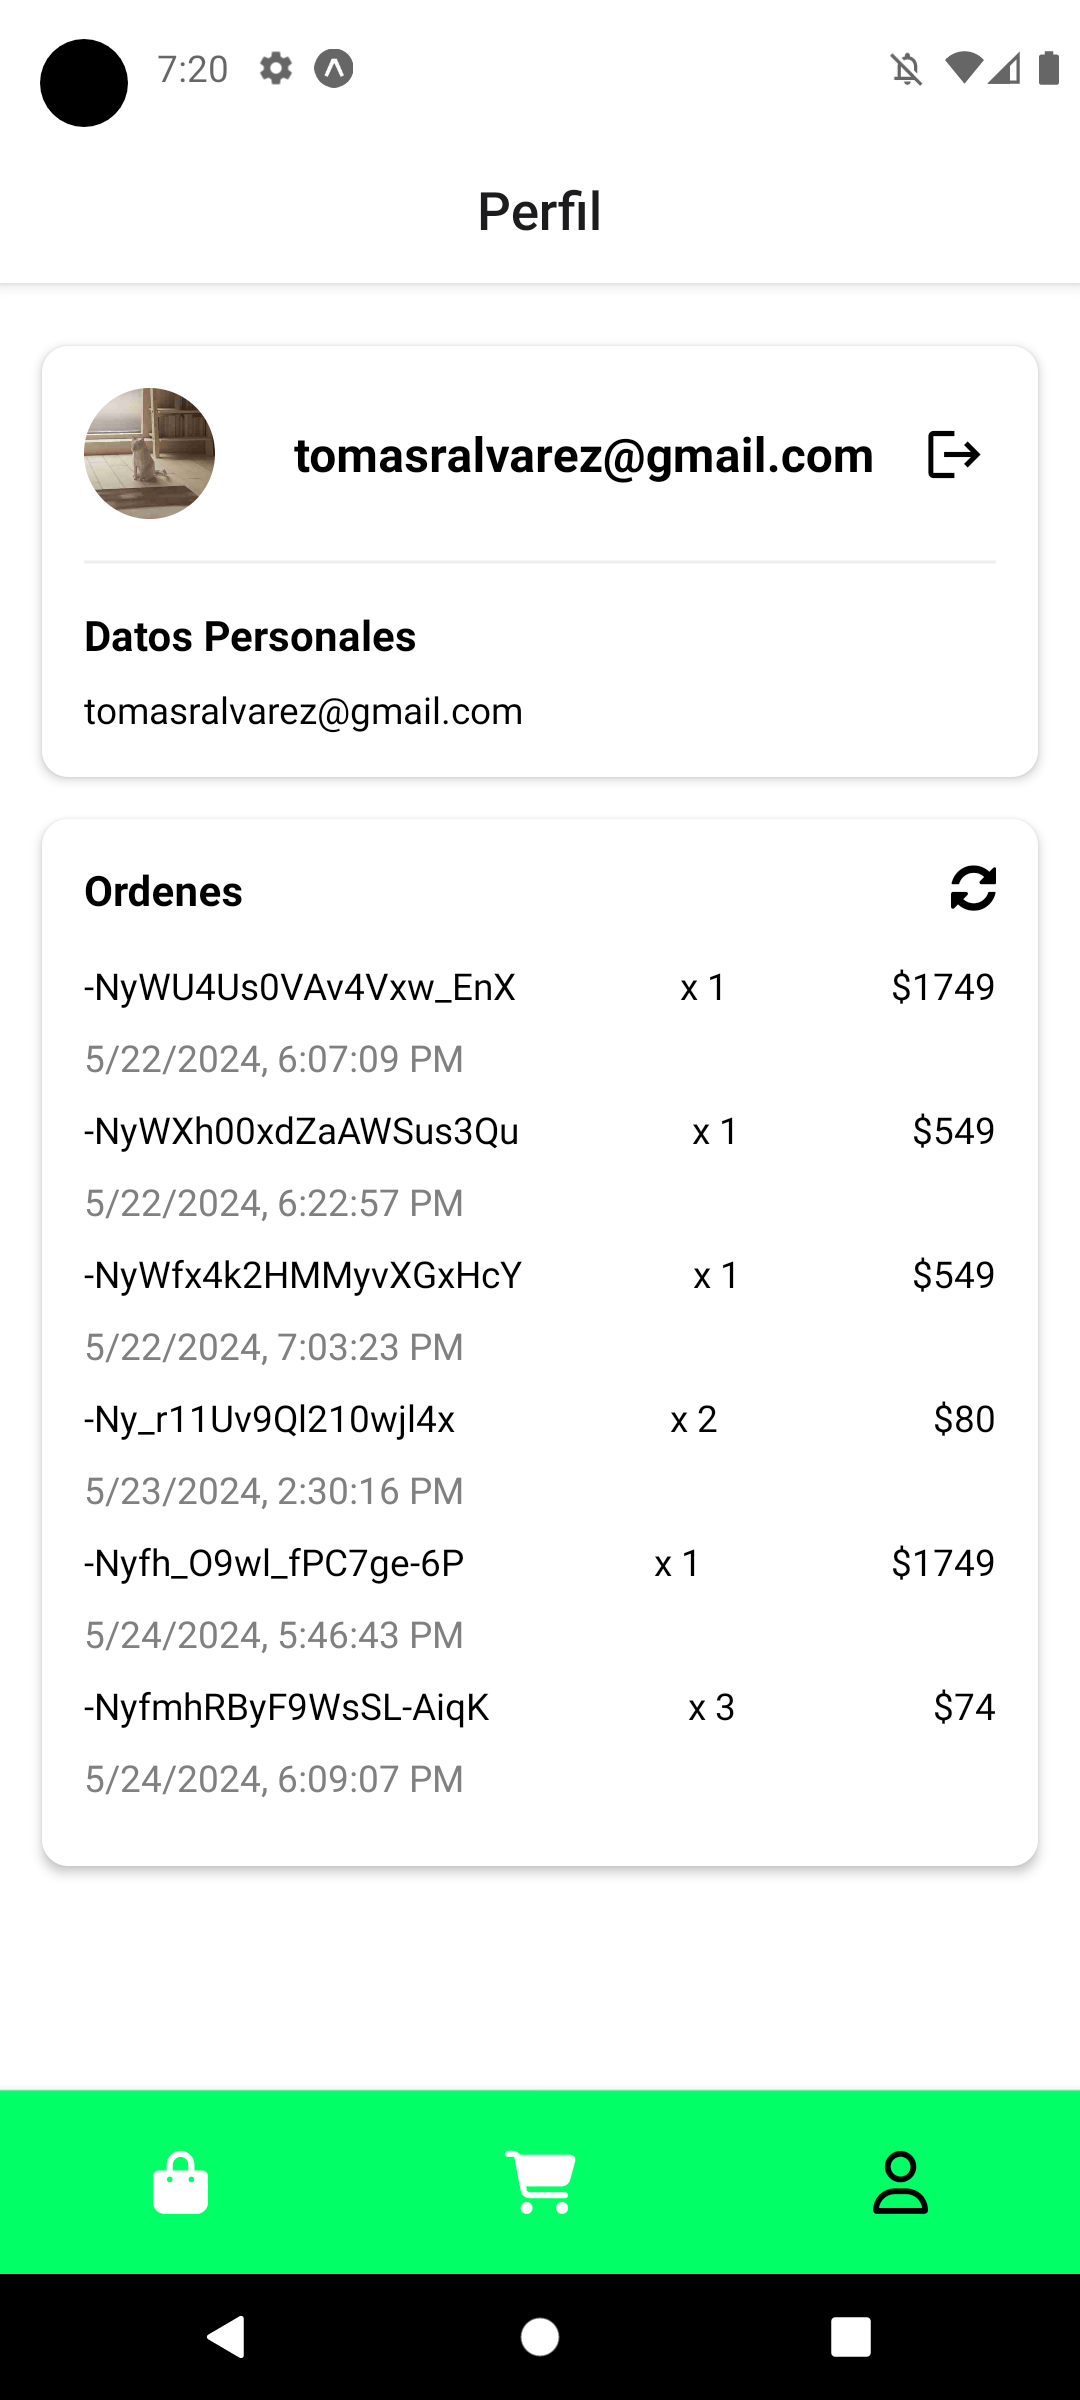 7:20
Perfil
tomasralvarez@gmail.com
Datos Personales
tomasralvarez@gmail.com
Ordenes
-NyWU4Us0VAv4Vxw_EnX x 1 $1749
5/22/2024, 6:07:09 PM
-NyWXh00xdZaAWSus3Qu x 1 $549
5/22/2024, 6:22:57 PM
-NyWfx4k2HMMyvXGxHcY x 1 $549
5/22/2024, 7:03:23 PM
-Ny_r11Uv9Ql210wjl4x x 2 $80
5/23/2024, 2:30:16 PM
-Nyfh_O9wl_fPC7ge-6P x 1 $1749
5/24/2024, 5:46:43 PM
-NyfmhRByF9WsSL-AiqK x 3 $74
5/24/2024, 6:09:07 PM